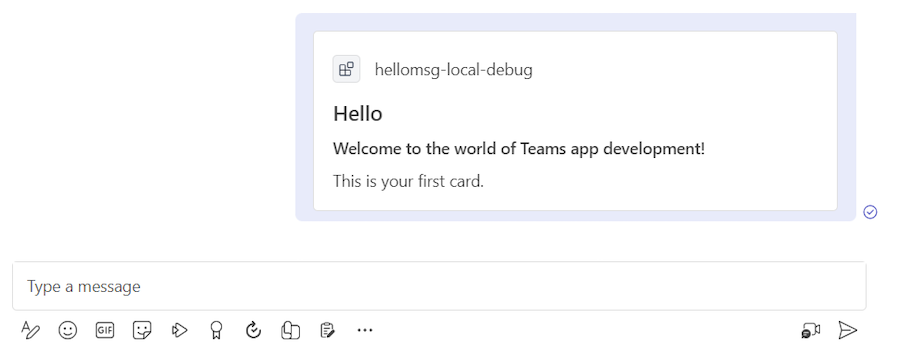 hellomsg-local-debug
Hello
Welcome to the world of Teams app development!
This is your first card.
Type a message
GIF